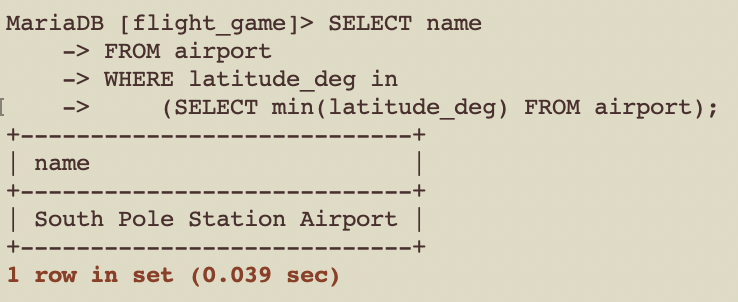 MariaDB [flight_game]> SELECT name
    -> FROM airport
    -> WHERE latitude_deg in
    ->     (SELECT min(latitude_deg) FROM airport);
+----------------------------+
| name                       |
+----------------------------+
| South Pole Station Airport |
+----------------------------+
1 row in set (0.039 sec)